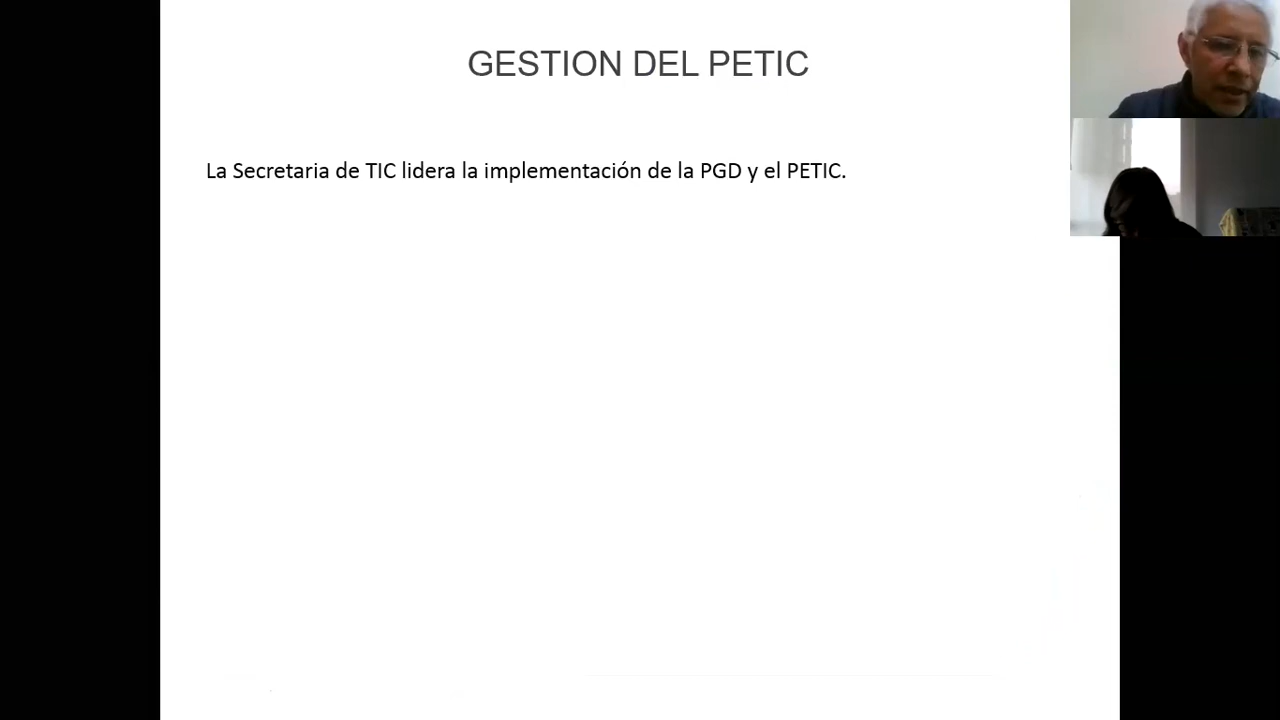 GESTION DEL PETIC
La Secretaria de TIC lidera la implementación de la PGD y el PETIC.